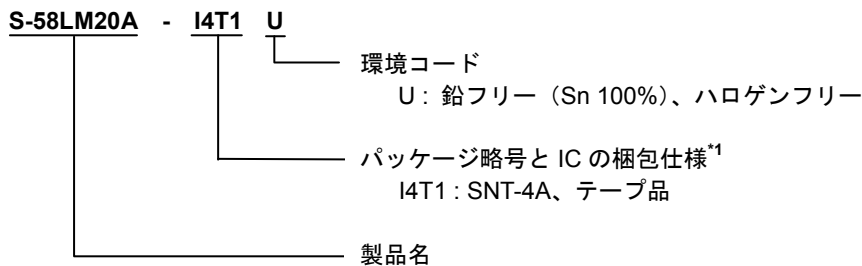 S-58LM20A - I4T1 U
環境コード
U : 鉛フリー（Sn 100%）、ハロゲンフリー
パッケージ略号と IC の梱包仕様*1
I4T1 : SNT-4A、テープ品
製品名